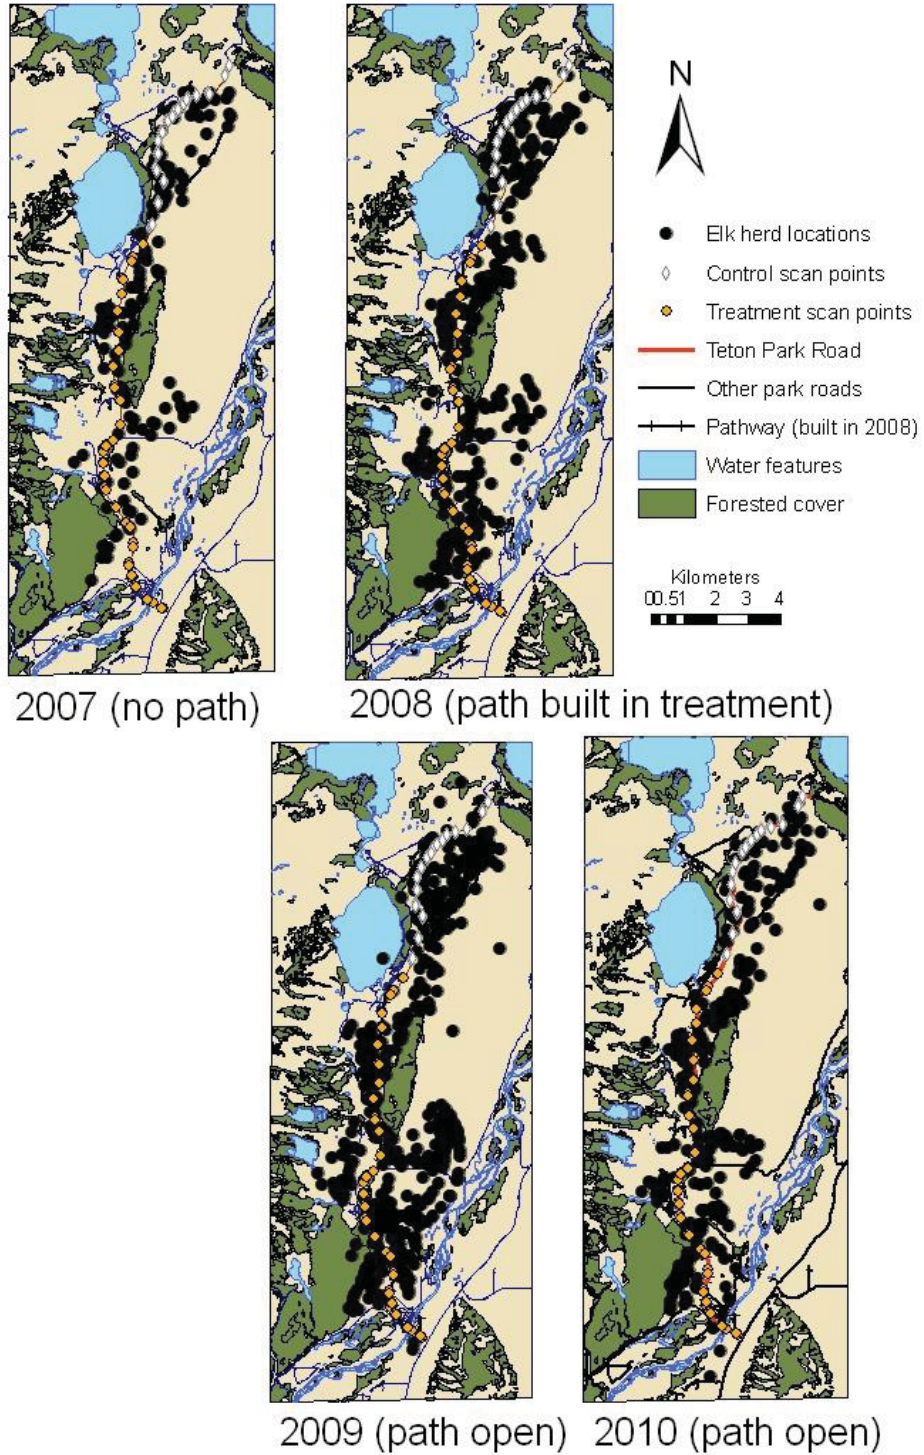 N
Elk herd locations
Control scan points
Treatment scan points
Teton Park Road
Other park roads
Pathway (built in 2008)
Water features
Forested cover
Kilometers
00.51 2 3 4
2007 (no path)
2008 (path built in treatment)
2009 (path open)
2010 (path open)